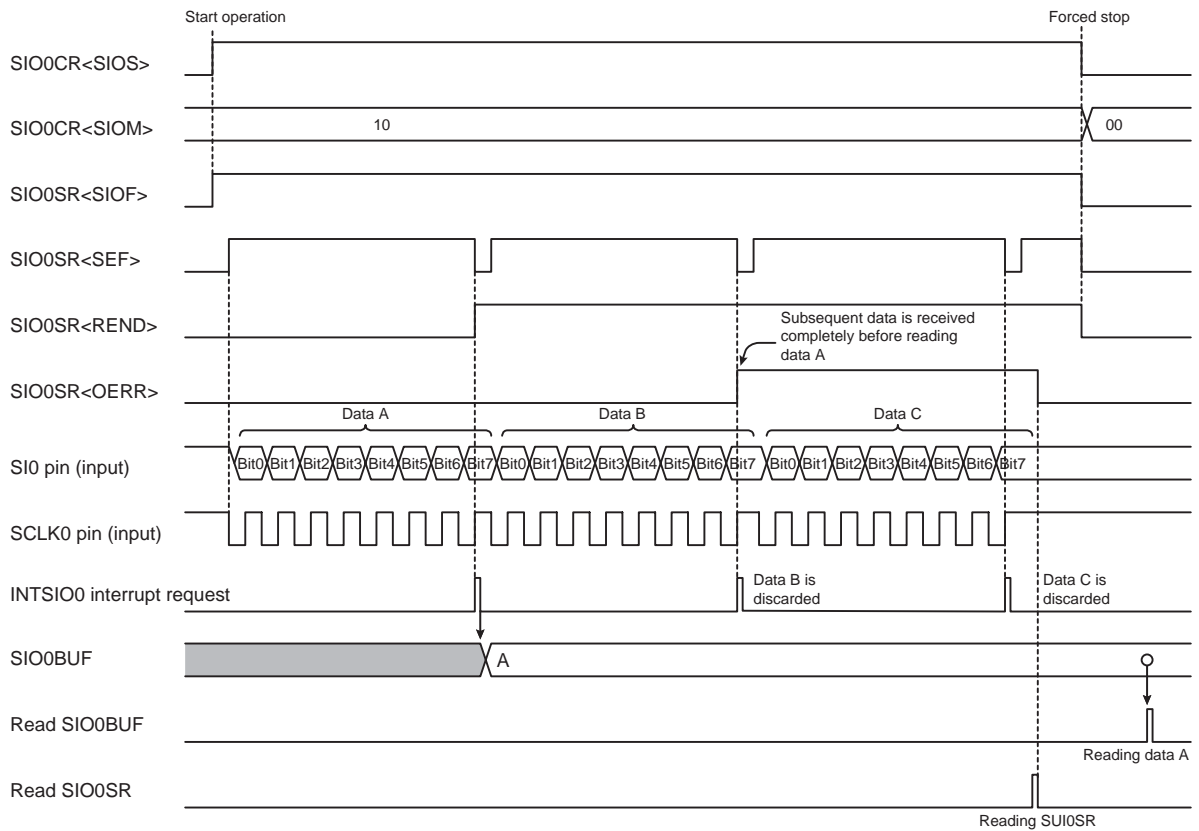 Start operation
Forced stop
SIO0CR<SIOS>
SIO0CR<SIOM>
10
00
SIO0SR<SIOF>
SIO0SR<SEF>
SIO0SR<REND>
Subsequent data is received
completely before reading
data A
SIO0SR<OERR>
Data A
Data B
Data C
SI0 pin (input)
Bit0 Bit1 Bit2 Bit3 Bit4 Bit5 Bit6 Bit7 Bit0 Bit1 Bit2 Bit3 Bit4 Bit5 Bit6 Bit7 Bit0 Bit1 Bit2 Bit3 Bit4 Bit5 Bit6 Bit7
SCLK0 pin (input)
INTSIO0 interrupt request
Data B is
discarded
Data C is
discarded
SIO0BUF
A
Read SIO0BUF
Reading data A
Read SIO0SR
Reading SUI0SR